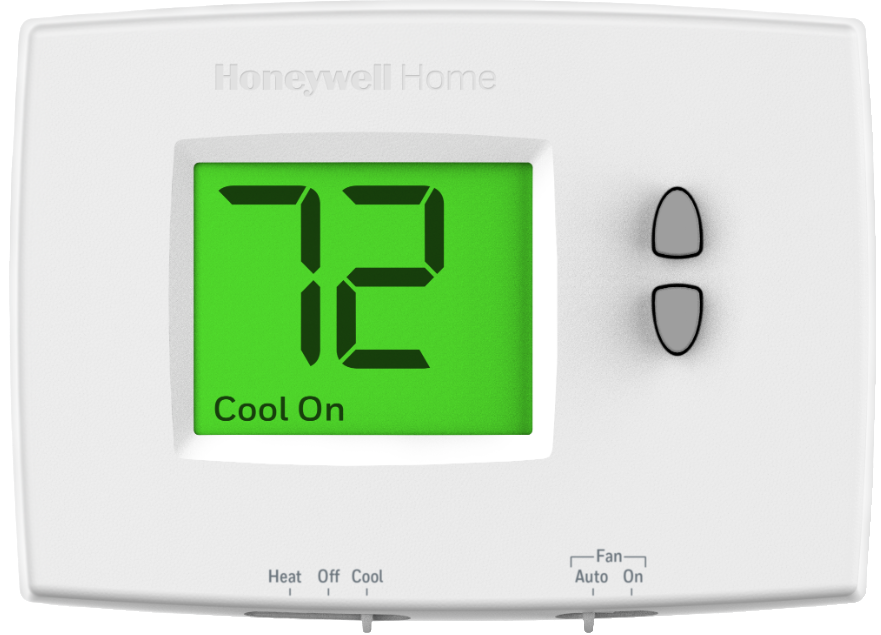 Honeywell Home
72
Cool On
Fan
Heat Off Cool
Auto On